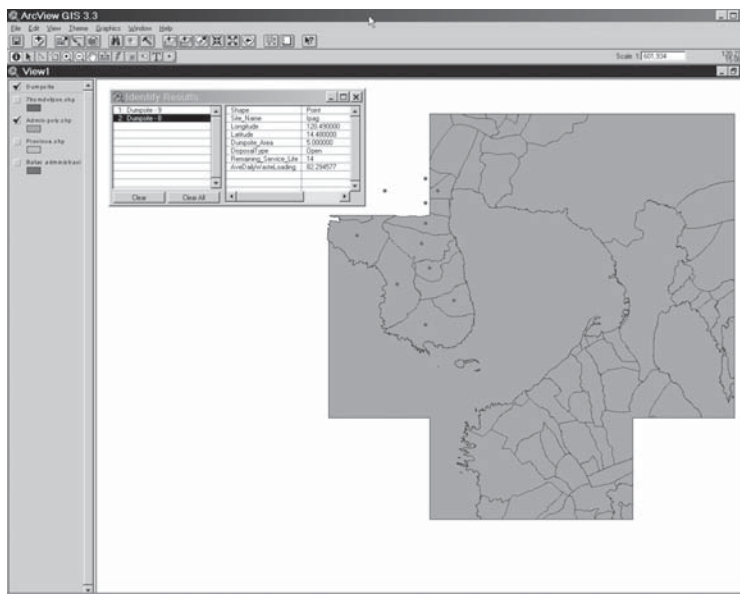 ArcView GIS 3.3
File Edit View Theme Graphics Window Help
Scale 1: 601,934
View1
Dumpsite
Admin-poly.shp
Province.shp
Identify Results
1: Dumpsite - 9
2: Dumpsite - 8
Shape Point
Site_Name Ipag
Longitude 120.490000
Latitude 14.480000
Dumpsite_Area 5.000000
DisposalType Open
Remaining_Service_Life 14
AveDailyWasteLoading 82.294577
Clear Clear All